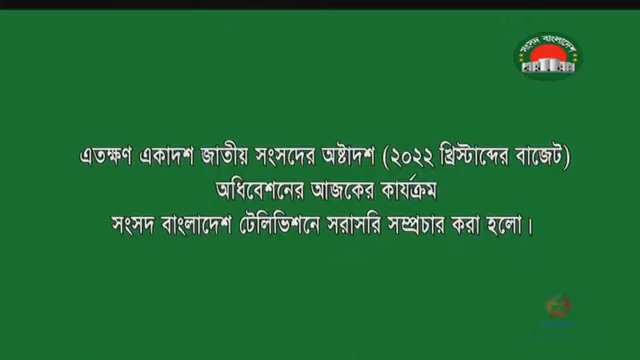 সংসদ বাংলাদেশ
এতক্ষণ একাদশ জাতীয় সংসদের অষ্টাদশ (২০২২ খ্রিস্টাব্দের বাজেট)
অধিবেশনের আজকের কার্যক্রম
সংসদ বাংলাদেশ টেলিভিশনে সরাসরি সম্প্রচার করা হলো।